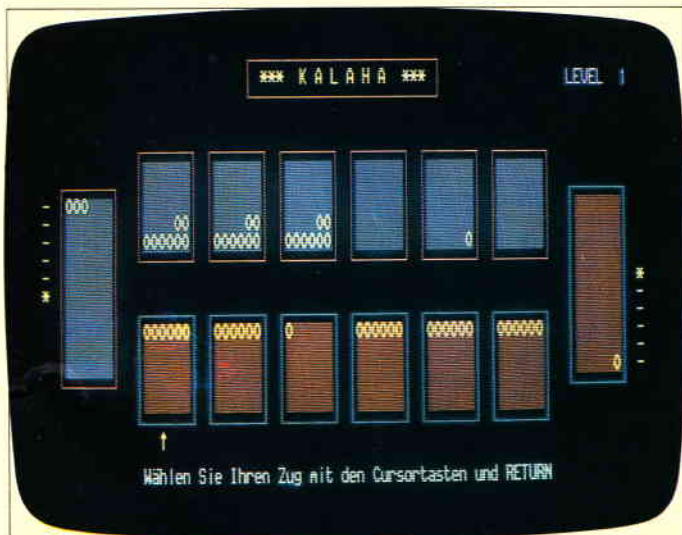 *** KALAHA ***
LEVEL 1
Wählen Sie Ihren Zug mit den Cursortasten und RETURN